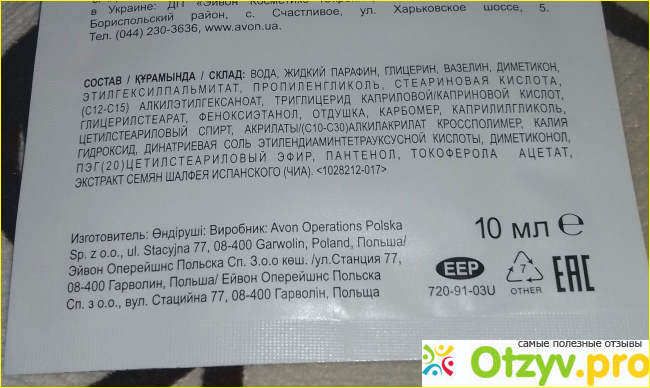 в Украине: ДП
Бориспольский район, с. Счастливое, ул. Харьковское шоссе, 5.
Тел. (044) 230-3636, www.avon.ua
СОСТАВ / ҚҰРАМЫНДА / СКЛАД: ВОДА, ЖИДКИЙ ПАРАФИН, ГЛИЦЕРИН, ВАЗЕЛИН, ДИМЕТИКОН,
ЭТИЛГЕКСИЛПАЛЬМИТАТ, ПРОПИЛЕНГЛИКОЛЬ, СТЕАРИНОВАЯ КИСЛОТА,
(C12-C15) АЛКИЛЭТИЛГЕКСАНОАТ, ТРИГЛИЦЕРИД КАПРИЛОВОЙ/КАПРИНОВОЙ КИСЛОТ,
ГЛИЦЕРИЛСТЕАРАТ, ФЕНОКСИЭТАНОЛ, ОТДУШКА, КАРБОМЕР, КАПРИЛИЛГЛИКОЛЬ,
ЦЕТИЛСТЕАРИЛОВЫЙ СПИРТ, АКРИЛАТЫ/(C10-C30)АЛКИЛАКРИЛАТ КРОССПОЛИМЕР, КАЛИЯ
ГИДРОКСИД, ДИНАТРИЕВАЯ СОЛЬ ЭТИЛЕНДИАМИНТЕТРАУКСУСНОЙ КИСЛОТЫ, ДИМЕТИКОНОЛ,
ПЭГ(20)ЦЕТИЛСТЕАРИЛОВЫЙ ЭФИР, ПАНТЕНОЛ, ТОКОФЕРОЛА АЦЕТАТ,
ЭКСТРАКТ СЕМЯН ШАЛФЕЯ ИСПАНСКОГО (ЧИА). <1028212-017>
Изготовитель: Өндіруші: Виробник: Avon Operations Polska
Sp. z o.o., ul. Stacyjna 77, 08-400 Garwolin, Poland, Польша/
Эйвон Оперейшнс Польска Сп. З.о.о көш. /ул.Станция 77,
08-400 Гарволин, Польша/ Ейвон Оперейшнс Польска
Сп. з о.о., вул. Стаційна 77, 08-400 Гарволін, Польща
10 мл e
EEP
720-91-03U
7
OTHER
EAC
самые полезные отзывы
Otzyv.pro